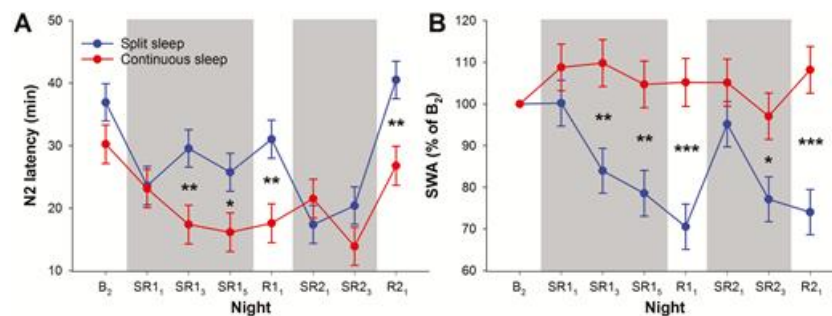 A
B
Split sleep
Continuous sleep
N2 latency (min)
50
40
30
20
10
**
*
**
**
B₂ SR1₁ SR1₃ SR1₅ R1₁ SR2₁ SR2₃ R2₁
Night
SWA (% of B₂)
120
110
100
90
80
70
60
**
**
***
*
***
B₂ SR1₁ SR1₃ SR1₅ R1₁ SR2₁ SR2₃ R2₁
Night